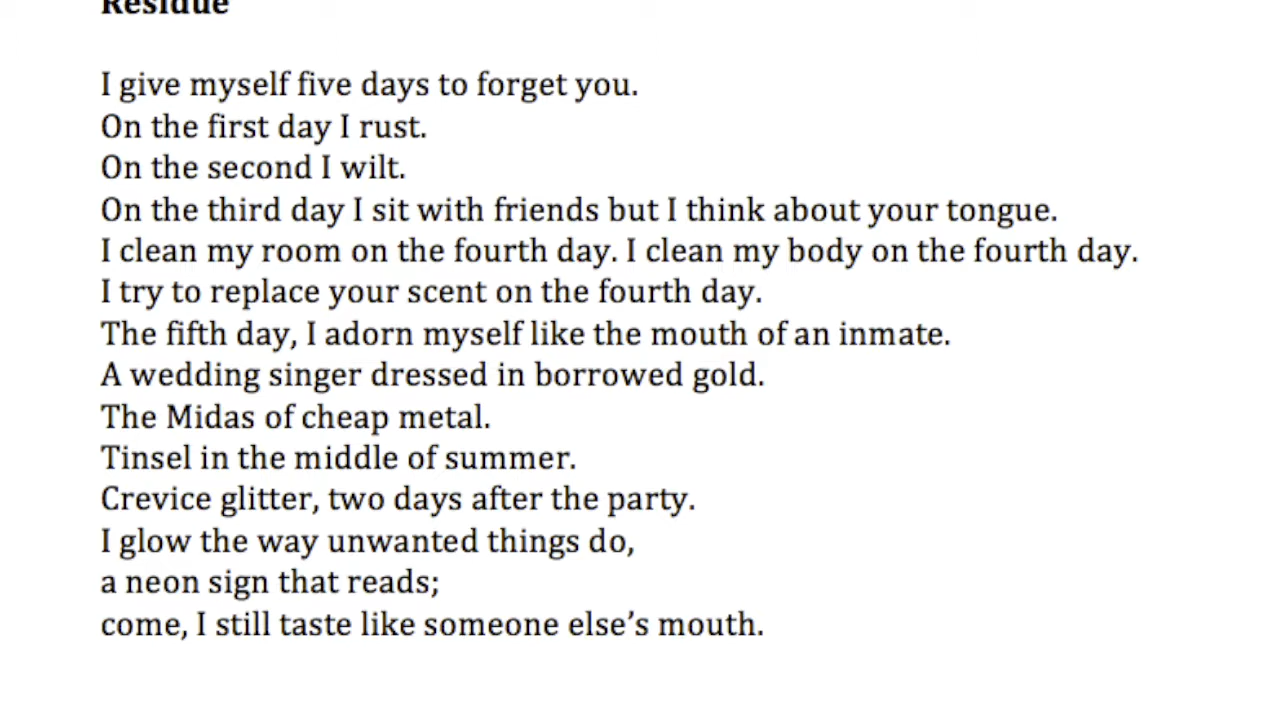 Residue
I give myself five days to forget you.
On the first day I rust.
On the second I wilt.
On the third day I sit with friends but I think about your tongue.
I clean my room on the fourth day. I clean my body on the fourth day.
I try to replace your scent on the fourth day.
The fifth day, I adorn myself like the mouth of an inmate.
A wedding singer dressed in borrowed gold.
The Midas of cheap metal.
Tinsel in the middle of summer.
Crevice glitter, two days after the party.
I glow the way unwanted things do,
a neon sign that reads;
come, I still taste like someone else’s mouth.